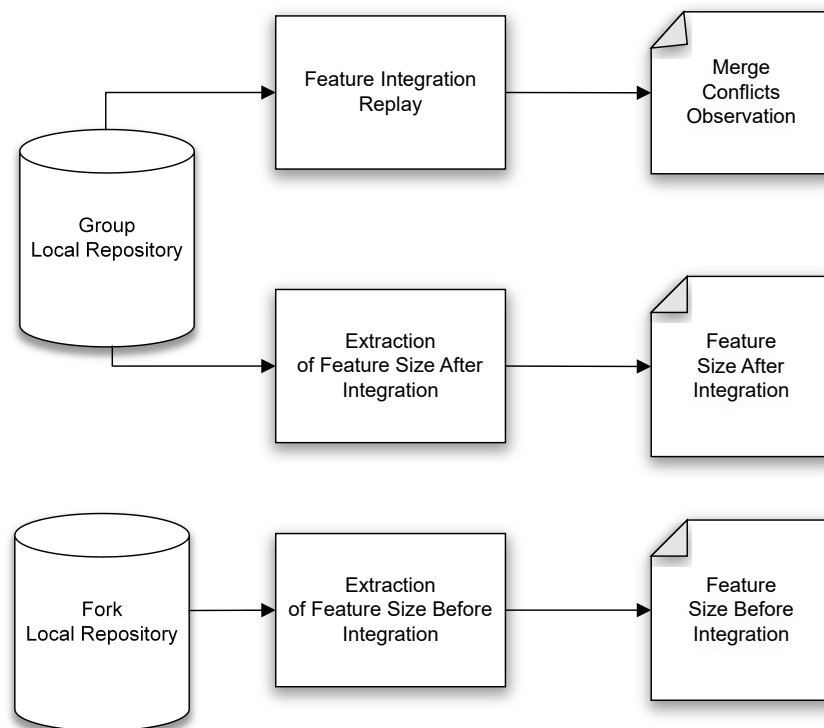 Feature Integration
Replay
Merge
Conflicts
Observation
Group
Local Repository
Extraction
of Feature Size After
Integration
Feature
Size After
Integration
Fork
Local Repository
Extraction
of Feature Size Before
Integration
Feature
Size Before
Integration